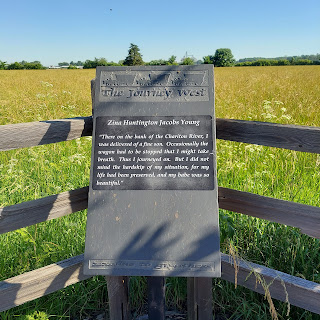 The Journey West
Zina Huntington Jacobs Young
"There on the bank of the Chariton River, I
was delivered of a fine son. Occasionally the
wagon had to be stopped that I might take
breath. Thus I journeyed on. But I did not
mind the hardship of my situation, for my
life had been preserved, and my babe was so
beautiful."